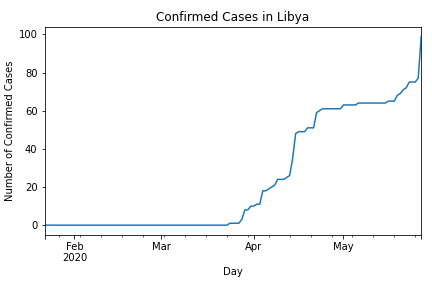 Confirmed Cases in Libya
Number of Confirmed Cases
100
80
60
40
20
0
Feb
2020
Mar
Apr
May
Day